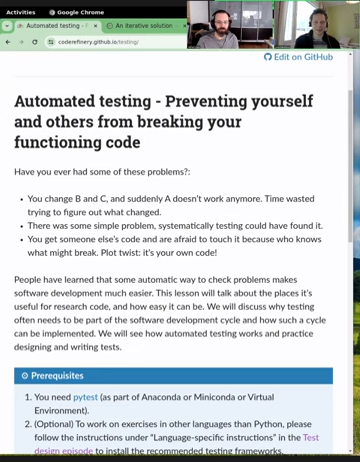 Activities Google Chrome
Automated testing - An iterative solution -
coderefinery.github.io/testing/
Edit on GitHub
Automated testing - Preventing yourself
and others from breaking your
functioning code
Have you ever had some of these problems?:
• You change B and C, and suddenly A doesn't work anymore. Time wasted
trying to figure out what changed.
• There was some simple problem, systematically testing could have found it.
• You get someone else's code and are afraid to touch it because who knows
what might break. Plot twist: it's your own code!
People have learned that some automatic way to check problems makes
software development much easier. This lesson will talk about the places it's
useful for research code, and how easy it can be. We will discuss why testing
often needs to be part of the software development cycle and how such a cycle
can be implemented. We will see how automated testing works and practice
designing and writing tests.
Prerequisites
1. You need pytest (as part of Anaconda or Miniconda or Virtual
Environment).
2. (Optional) To work on exercises in other languages than Python, please
follow the instructions under "Language-specific instructions" in the Test
design episode to install the recommended testing frameworks.